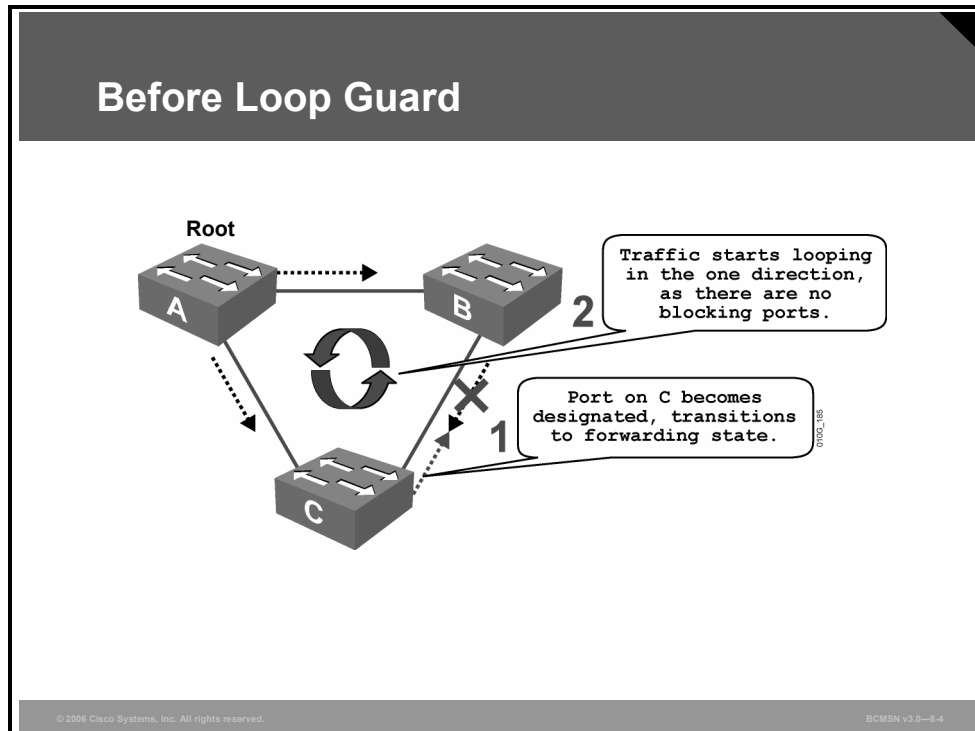 Before Loop Guard
Root
A
B
C
2
Traffic starts looping
in the one direction,
as there are no
blocking ports.
1
Port on C becomes
designated, transitions
to forwarding state.
010G_185
© 2006 Cisco Systems, Inc. All rights reserved.
BCMSN v3.0—8-4